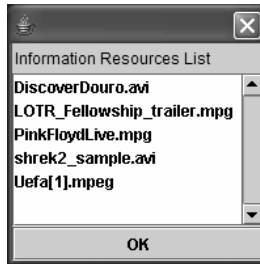 Information Resources List
DiscoverDouro.avi
LOTR_Fellowship_trailer.mpg
PinkFloydLive.mpg
shrek2_sample.avi
Uefa[1].mpeg
OK